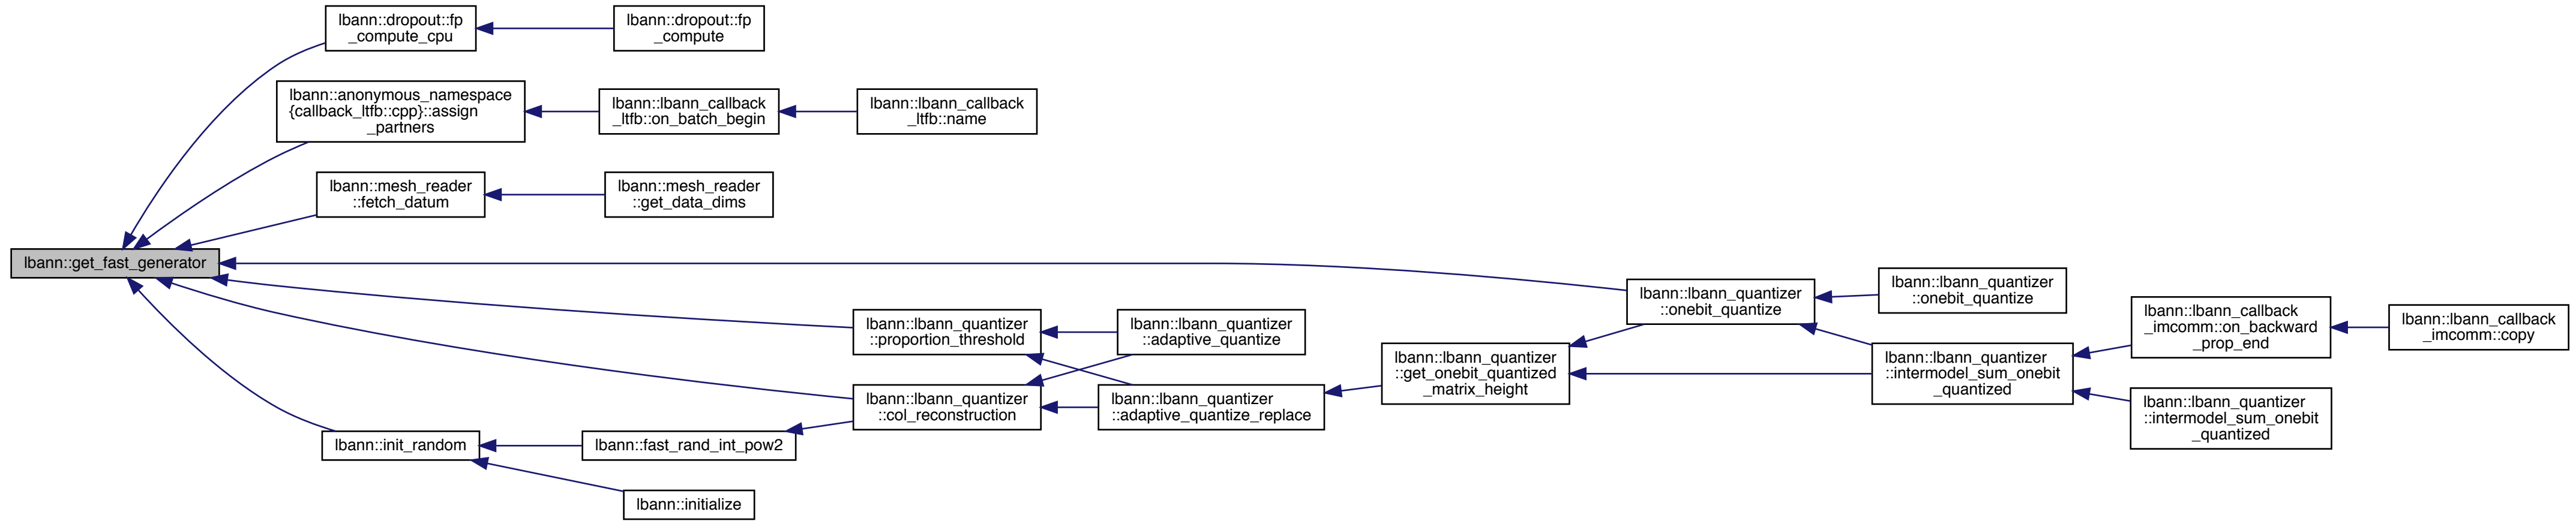 lbann::dropout::fp
_compute_cpu
lbann::dropout::fp
_compute
lbann::anonymous_namespace
{callback_ltfb::cpp}::assign
_partners
lbann::lbann_callback
_ltfb::on_batch_begin
lbann::lbann_callback
_ltfb::name
lbann::mesh_reader
::fetch_datum
lbann::mesh_reader
::get_data_dims
lbann::get_fast_generator
lbann::lbann_quantizer
::onebit_quantize
lbann::lbann_quantizer
::onebit_quantize
lbann::lbann_quantizer
::proportion_threshold
lbann::lbann_quantizer
::adaptive_quantize
lbann::lbann_quantizer
::get_onebit_quantized
_matrix_height
lbann::lbann_quantizer
::intermodel_sum_onebit
_quantized
lbann::lbann_callback
_imcomm::on_backward
_prop_end
lbann::lbann_callback
_imcomm::copy
lbann::lbann_quantizer
::col_reconstruction
lbann::lbann_quantizer
::adaptive_quantize_replace
lbann::lbann_quantizer
::intermodel_sum_onebit
_quantized
lbann::init_random
lbann::fast_rand_int_pow2
lbann::initialize